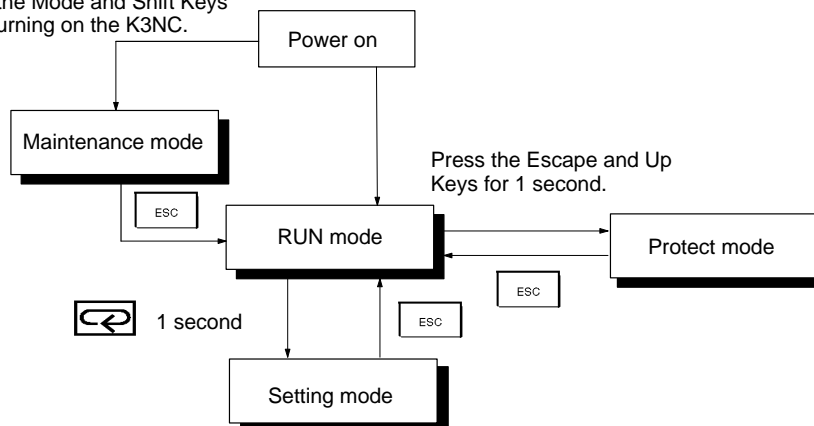 the Mode and Shift Keys
urning on the K3NC.
Power on
Maintenance mode
Press the Escape and Up
Keys for 1 second.
ESC
RUN mode
Protect mode
ESC
1 second
ESC
Setting mode